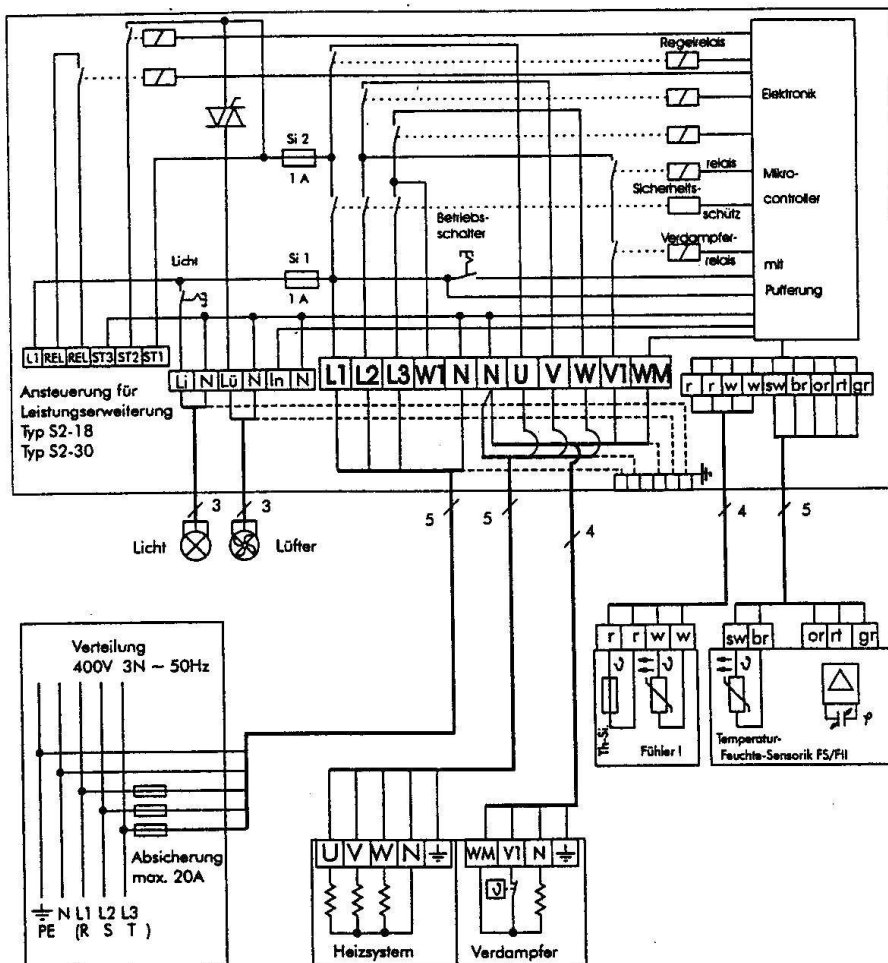 Regelrelais
Elektronik
Si 2
1 A
relais
Mikro-
controller
Sicherheits-
schütz
Betriebs-
schalter
Verdampfer-
relais
mit
Pufferung
Licht
Si 1
1 A
L1 REL REL ST3 ST2 ST1
Li N Lü N In N
L1 L2 L3 W1 N N U V W V1 WM
r r w w sw br or rt gr
Ansteuerung für
Leistungserweiterung
Typ S2-18
Typ S2-30
3 3 5 5 4 4 5
Licht
Lüfter
Verteilung
400V 3N ~ 50Hz
Absicherung
max. 20A
PE N L1 L2 L3
(R S T )
r r w w
ϑ ϑ
Th-Si.
Fühler I
sw br or rt gr
ϑ
φ
Temperatur-
Feuchte-Sensorik FS/FII
U V W N
Heizsystem
WM V1 N
ϑ
Verdampfer